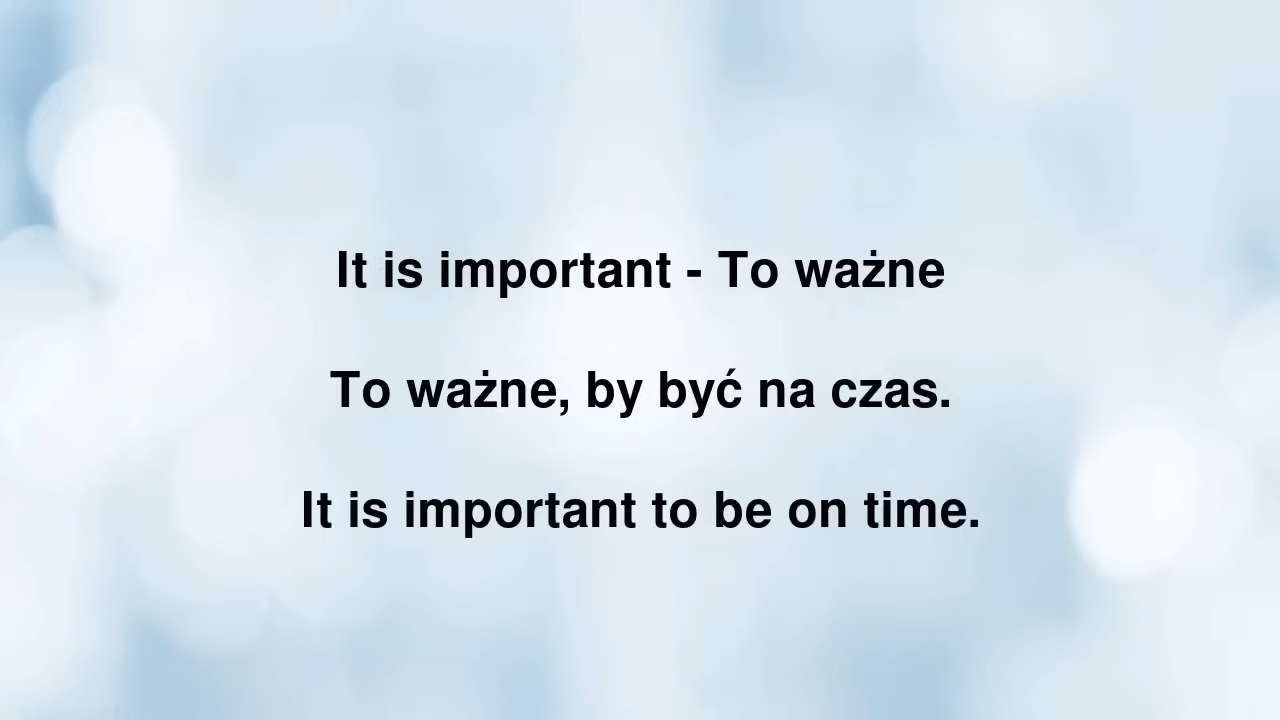 It is important - To ważne
To ważne, by być na czas.
It is important to be on time.